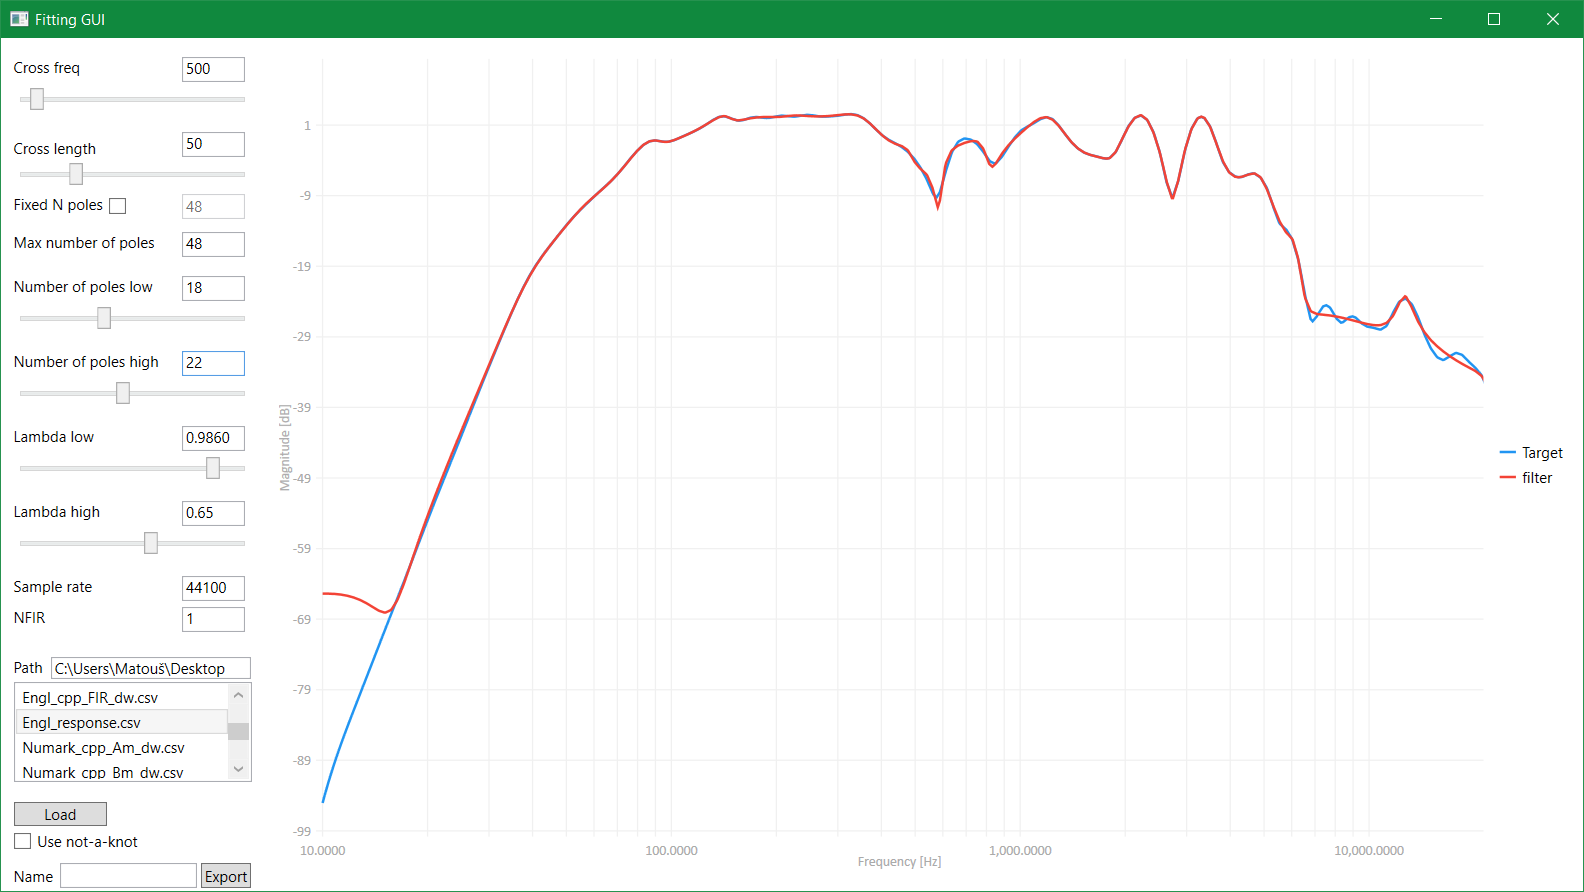 Fitting GUI
Cross freq 500
Cross length 50
Fixed N poles 48
Max number of poles 48
Number of poles low 18
Number of poles high 22
Lambda low 0.9860
Lambda high 0.65
Sample rate 44100
NFIR 1
Path C:\Users\Matouš\Desktop
Engl_cpp_FIR_dw.csv
Engl_response.csv
Numark_cpp_Am_dw.csv
Numark_cpp_Bm_dw.csv
Load
Use not-a-knot
Name Export
Magnitude [dB]
1
-9
-19
-29
-39
-49
-59
-69
-79
-89
-99
10.0000 100.0000 1,000.0000 10,000.0000
Frequency [Hz]
Target
filter